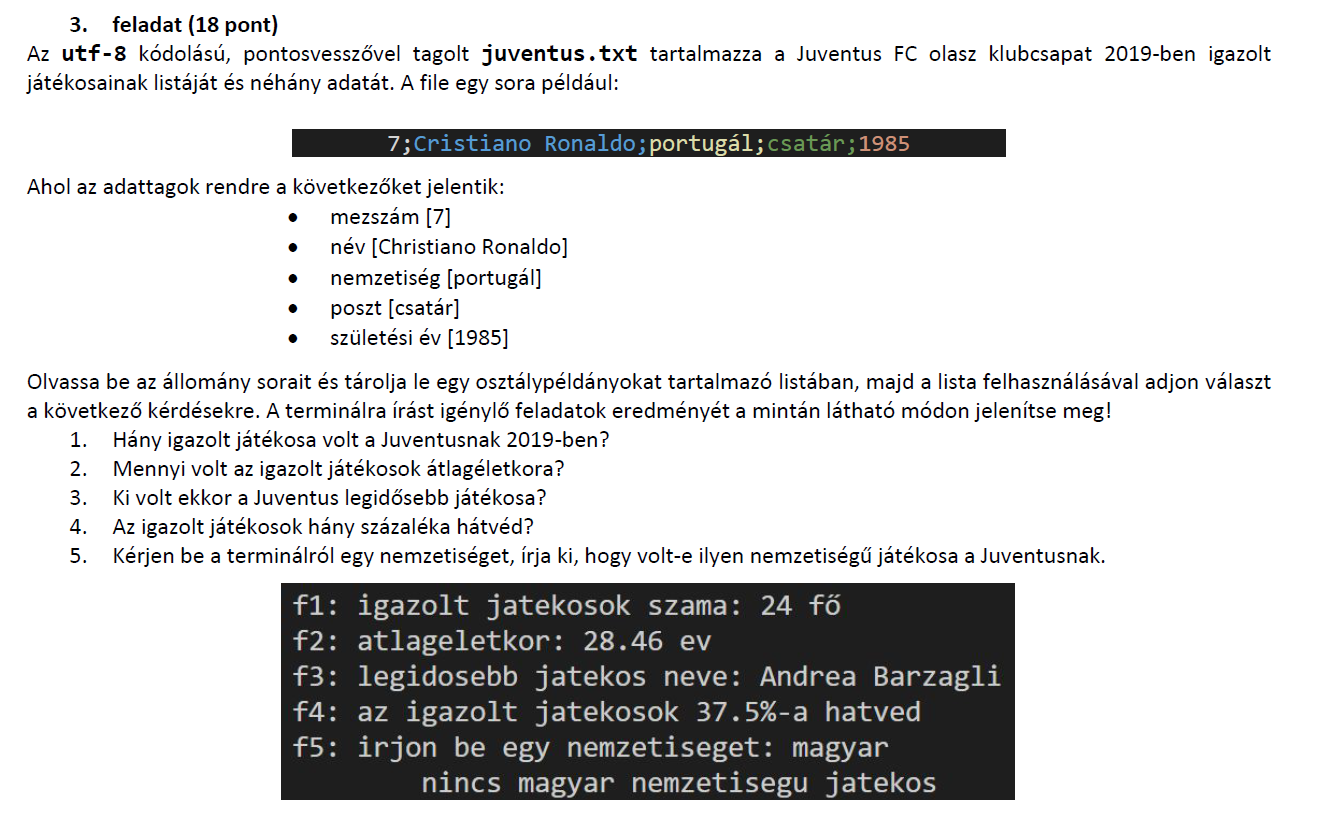 3. feladat (18 pont)
Az utf-8 kódolású, pontosvesszővel tagolt juventus.txt tartalmazza a Juventus FC olasz klubcsapat 2019-ben igazolt
játékosainak listáját és néhány adatát. A file egy sora például:
7;Cristiano Ronaldo;portugál;csatár;1985
Ahol az adattagok rendre a következőket jelentik:
• mezszám [7]
• név [Christiano Ronaldo]
• nemzetiség [portugál]
• poszt [csatár]
• születési év [1985]
Olvassa be az állomány sorait és tárolja le egy osztálypéldányokat tartalmazó listában, majd a lista felhasználásával adjon választ
a következő kérdésekre. A terminálra írást igénylő feladatok eredményét a mintán látható módon jelenítse meg!
1. Hány igazolt játékosa volt a Juventusnak 2019-ben?
2. Mennyi volt az igazolt játékosok átlagéletkora?
3. Ki volt ekkor a Juventus legidősebb játékosa?
4. Az igazolt játékosok hány százaléka hátvéd?
5. Kérjen be a terminálról egy nemzetiséget, írja ki, hogy volt-e ilyen nemzetiségű játékosa a Juventusnak.
f1: igazolt jatekosok szama: 24 fő
f2: atlageletkor: 28.46 ev
f3: legidosebb jatekos neve: Andrea Barzagli
f4: az igazolt jatekosok 37.5%-a hatved
f5: irjon be egy nemzetiseget: magyar
nincs magyar nemzetisegu jatekos